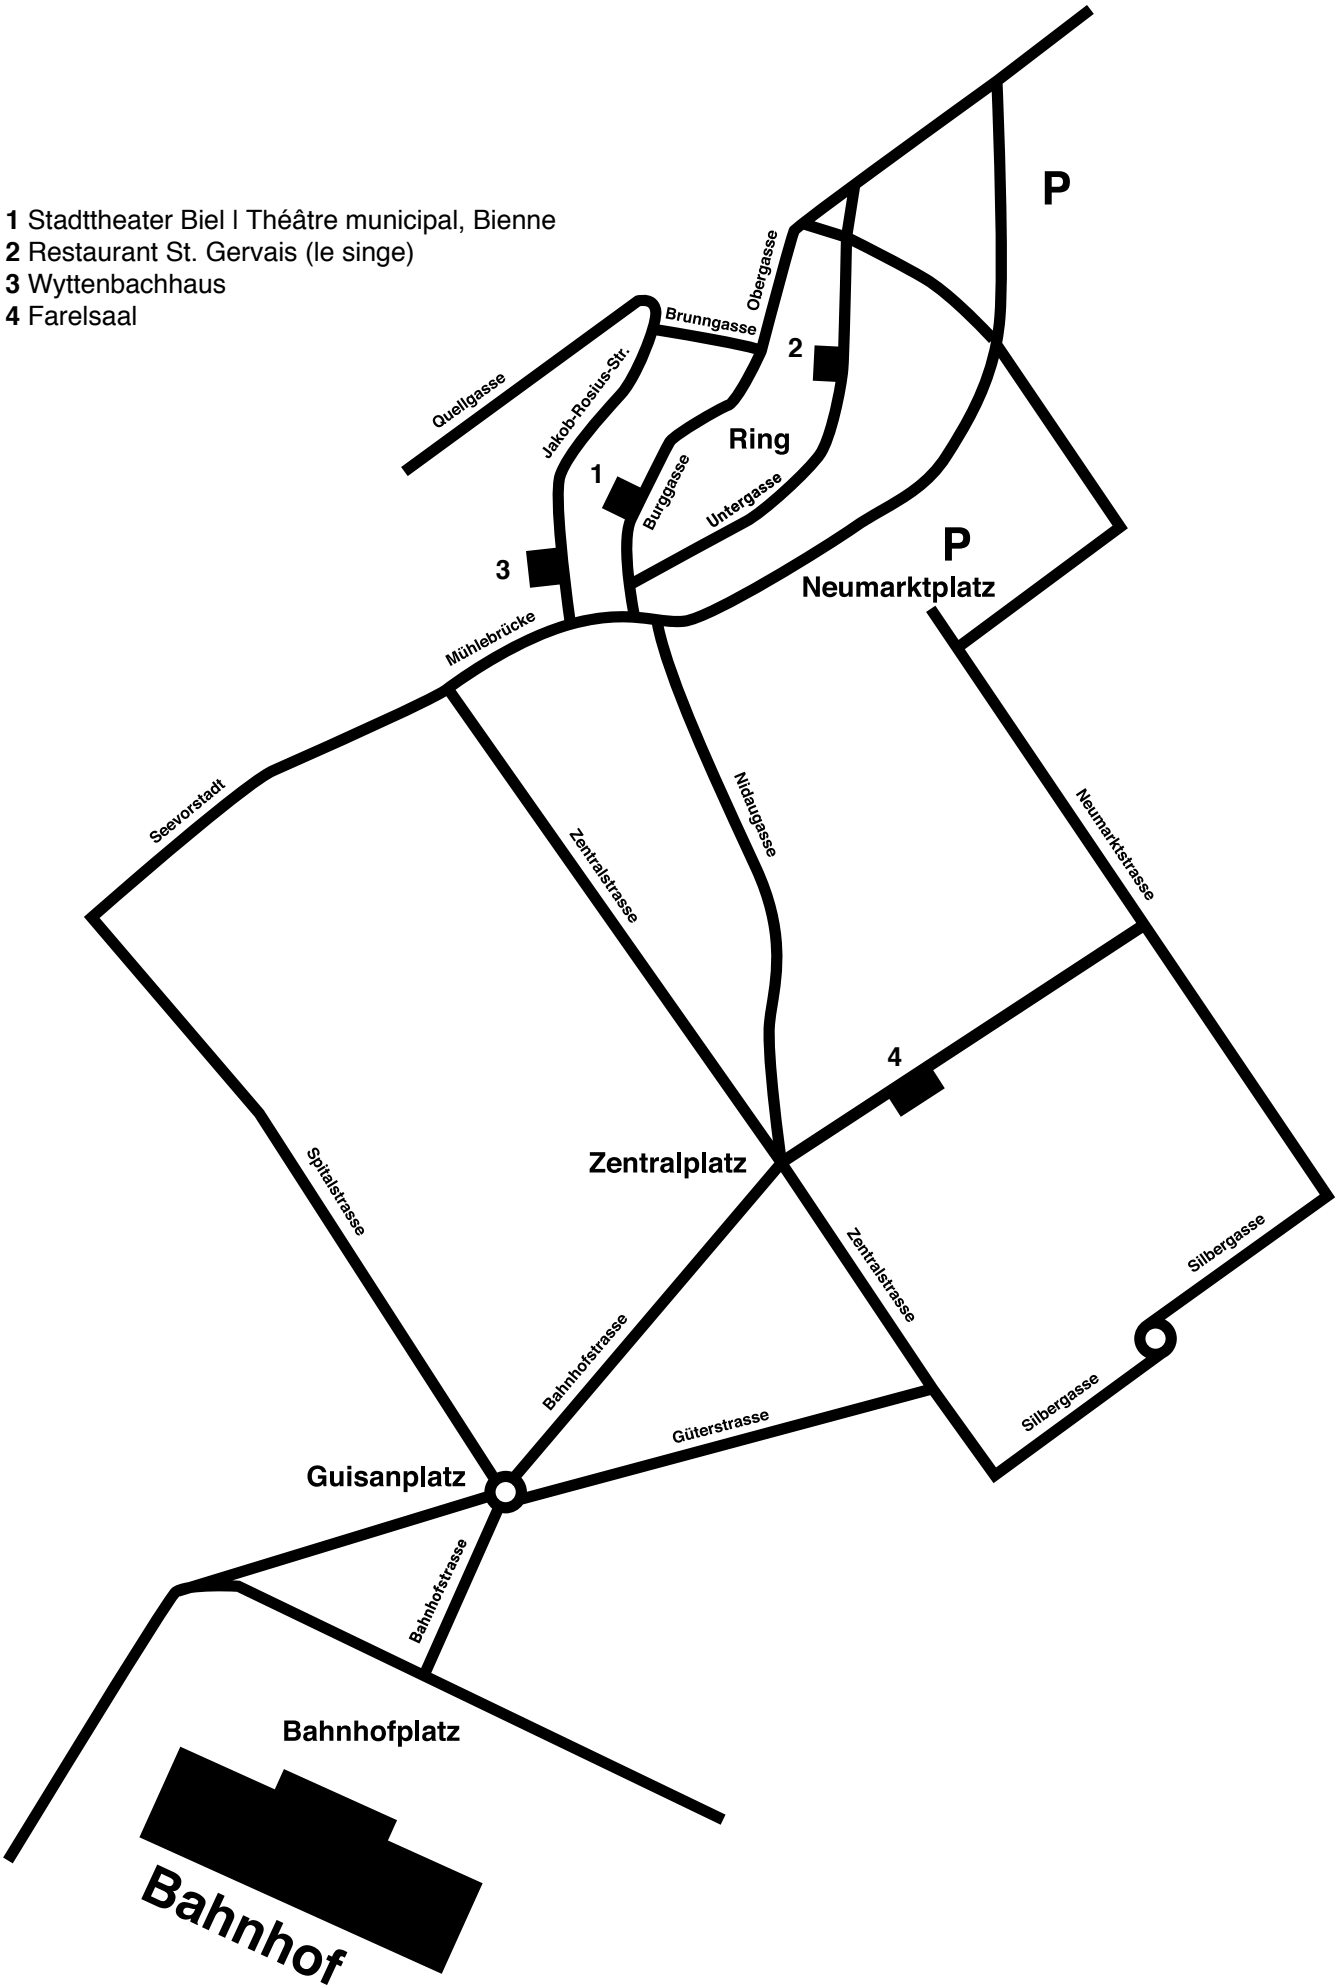 P
1 Stadttheater Biel | Théâtre municipal, Bienne
2 Restaurant St. Gervais (le singe)
3 Wyttenbachhaus
4 Farelsaal
Obergasse
Brunngasse
2
Quellgasse
Jakob-Rosius-Str.
Ring
1
Burggasse
Untergasse
P
3
Neumarktplatz
Mühlebrücke
Seevorstadt
Nidaugasse
Neumarktstrasse
Zentralstrasse
4
Zentralplatz
Spitalstrasse
Silbergasse
Zentralstrasse
Bahnhofstrasse
Silbergasse
Güterstrasse
Guisanplatz
Bahnhofstrasse
Bahnhofplatz
Bahnhof